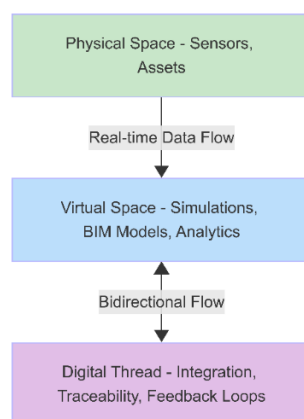 Physical Space - Sensors,
Assets
Real-time Data Flow
Virtual Space - Simulations,
BIM Models, Analytics
Bidirectional Flow
Digital Thread - Integration,
Traceability, Feedback Loops